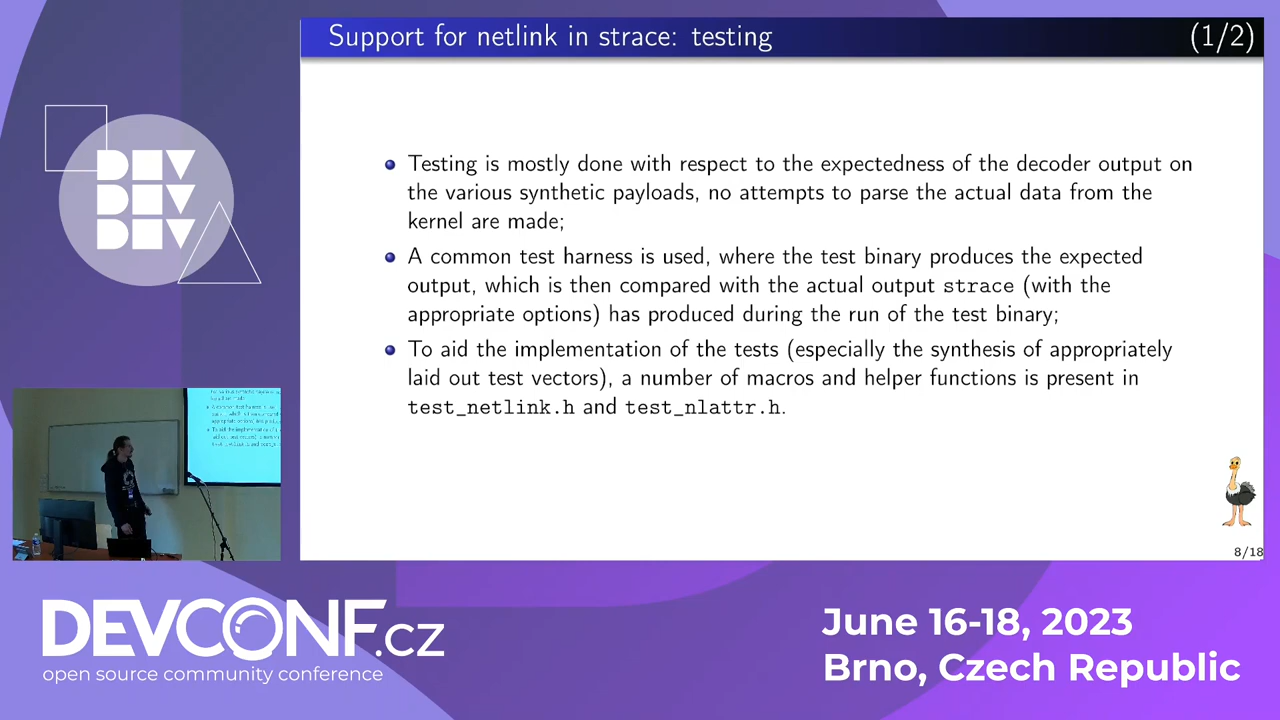 Support for netlink in strace: testing (1/2)
Testing is mostly done with respect to the expectedness of the decoder output on
the various synthetic payloads, no attempts to parse the actual data from the
kernel are made;
A common test harness is used, where the test binary produces the expected
output, which is then compared with the actual output strace (with the
appropriate options) has produced during the run of the test binary;
To aid the implementation of the tests (especially the synthesis of appropriately
laid out test vectors), a number of macros and helper functions is present in
test_netlink.h and test_nlattr.h.
8/18
DEV
DEV
DEV
DEVCONF.cz
open source community conference
June 16-18, 2023
Brno, Czech Republic